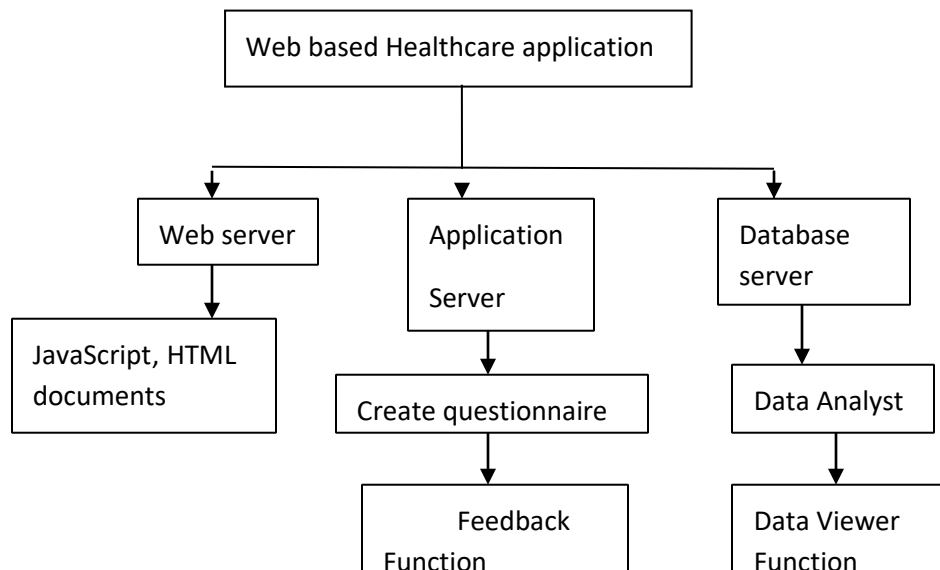 Web based Healthcare application
Web server
Application
Server
Database
server
JavaScript, HTML
documents
Create questionnaire
Data Analyst
Feedback
Function
Data Viewer
Function